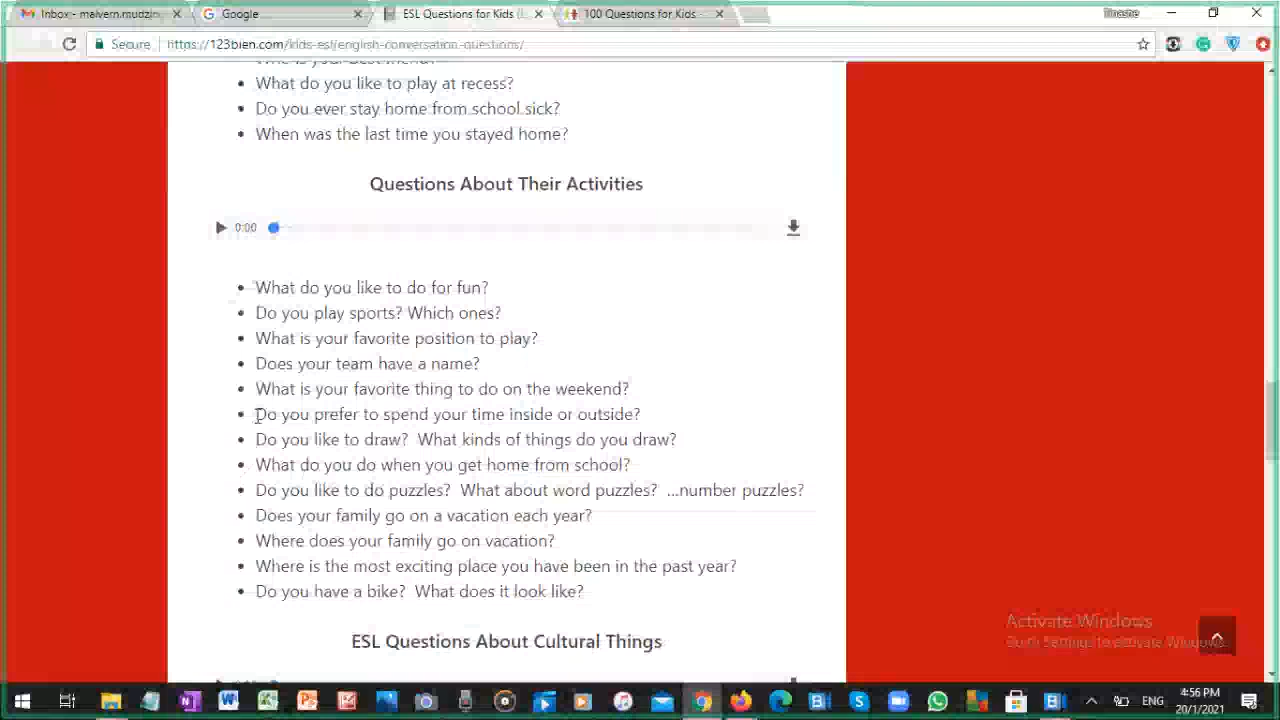 Inbox - malvern.mudzin
Google
ESL Questions for Kids (
100 Questions for Kids
Tinashe
Secure
https://123bien.com/kids-esl/english-conversation-questions/
Who is your best friend?
What do you like to play at recess?
Do you ever stay home from school sick?
When was the last time you stayed home?
Questions About Their Activities
0:00
What do you like to do for fun?
Do you play sports? Which ones?
What is your favorite position to play?
Does your team have a name?
What is your favorite thing to do on the weekend?
Do you prefer to spend your time inside or outside?
Do you like to draw?  What kinds of things do you draw?
What do you do when you get home from school?
Do you like to do puzzles?  What about word puzzles?  ...number puzzles?
Does your family go on a vacation each year?
Where does your family go on vacation?
Where is the most exciting place you have been in the past year?
Do you have a bike?  What does it look like?
Activate Windows
Go to Settings to activate Windows.
ESL Questions About Cultural Things
ENG
4:56 PM
20/1/2021